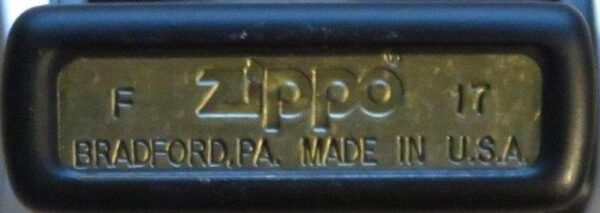 F Zippo® 17
BRADFORD, PA. MADE IN U.S.A.